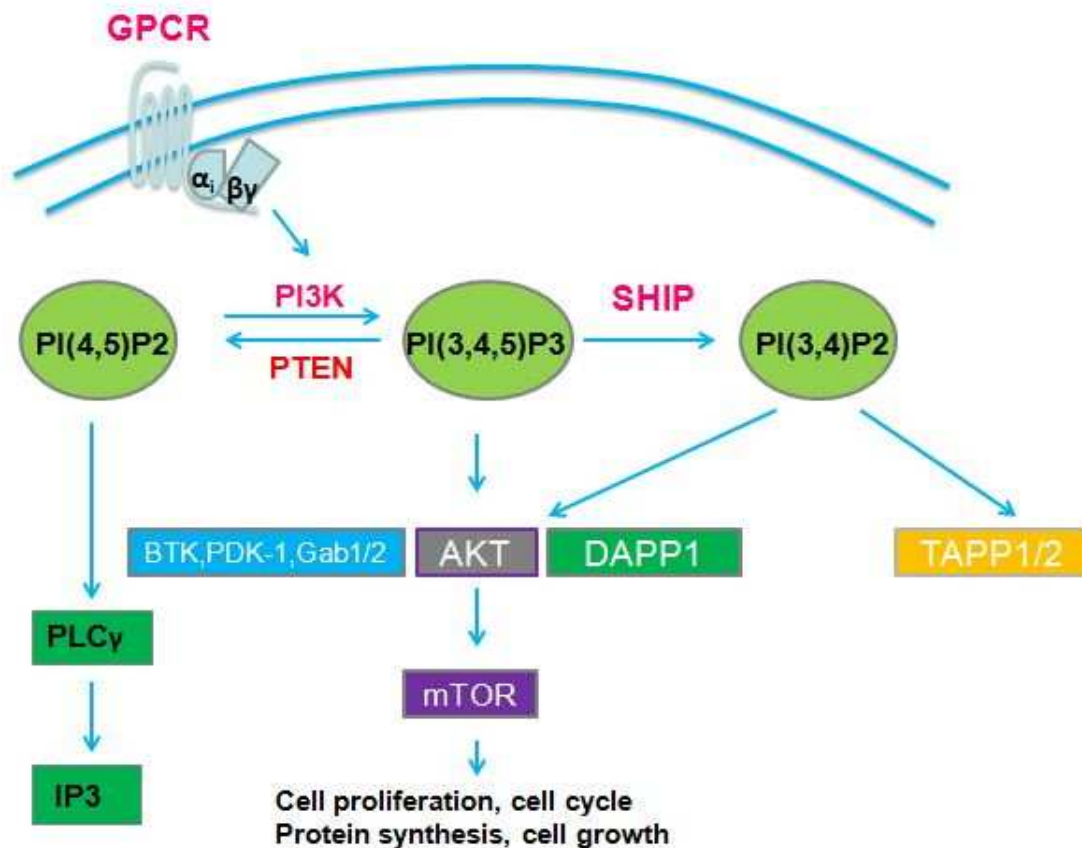 GPCR
αi
βγ
PI3K
SHIP
PI(4,5)P2
PI(3,4,5)P3
PI(3,4)P2
PTEN
BTK,PDK-1,Gab1/2
AKT
DAPP1
TAPP1/2
PLCγ
mTOR
IP3
Cell proliferation, cell cycle
Protein synthesis, cell growth